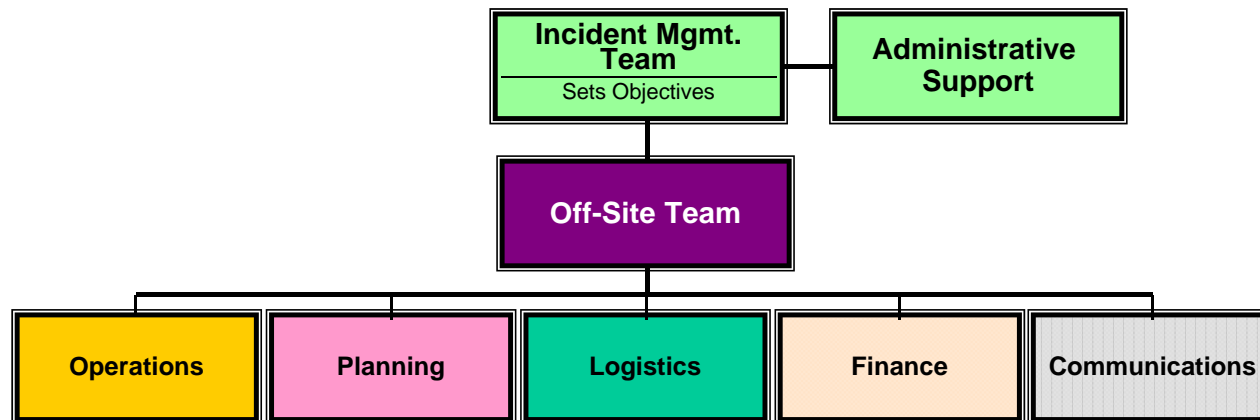 Incident Mgmt.
Team
Sets Objectives
Administrative
Support
Off-Site Team
Operations
Planning
Logistics
Finance
Communications